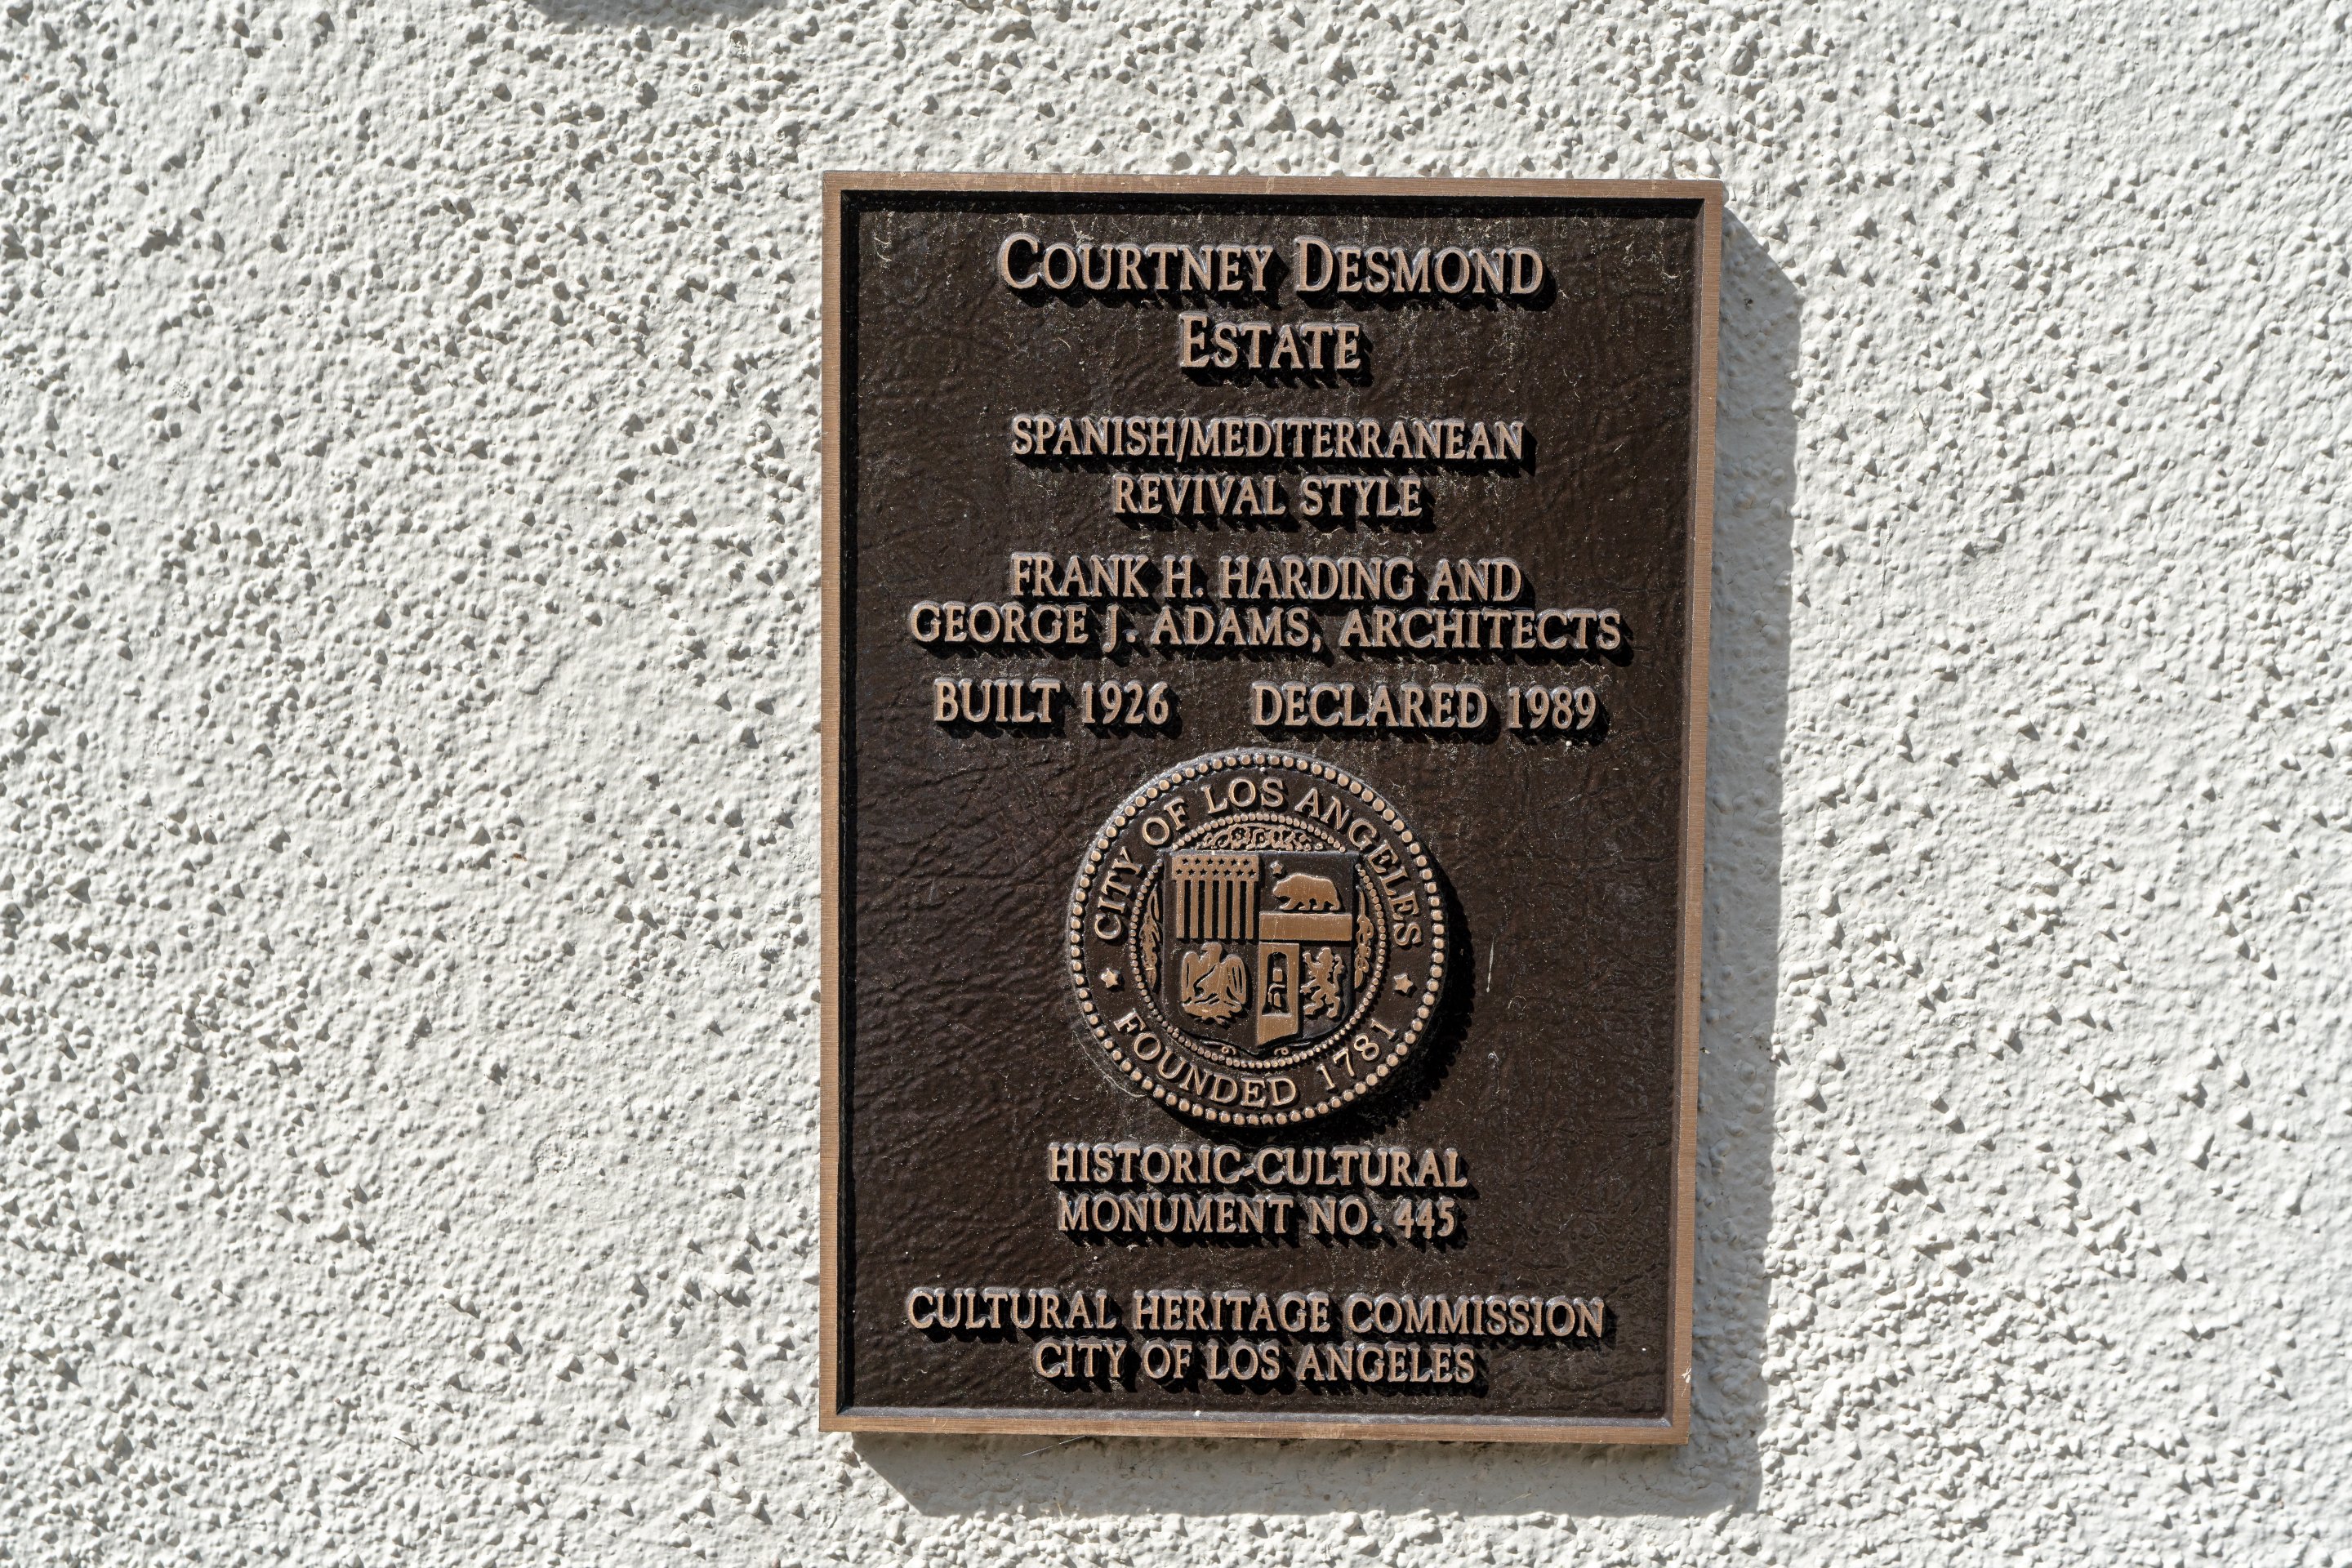 COURTNEY DESMOND
ESTATE
SPANISH/MEDITERRANEAN
REVIVAL STYLE
FRANK H. HARDING AND
GEORGE J. ADAMS, ARCHITECTS
BUILT 1926 DECLARED 1989
CITY OF LOS ANGELES
FOUNDED 1781
HISTORIC-CULTURAL
MONUMENT NO. 445
CULTURAL HERITAGE COMMISSION
CITY OF LOS ANGELES